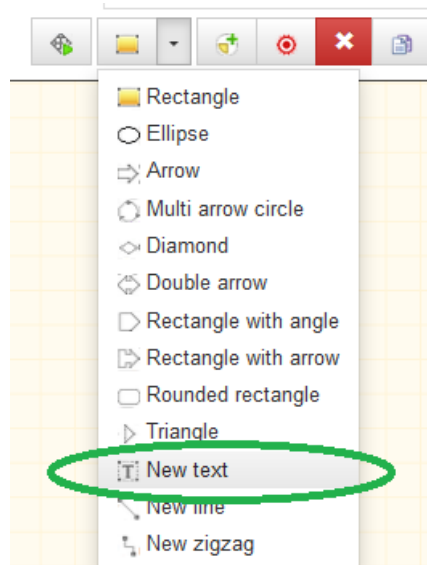 Rectangle
Ellipse
Arrow
Multi arrow circle
Diamond
Double arrow
Rectangle with angle
Rectangle with arrow
Rounded rectangle
Triangle
T New text
New line
New zigzag